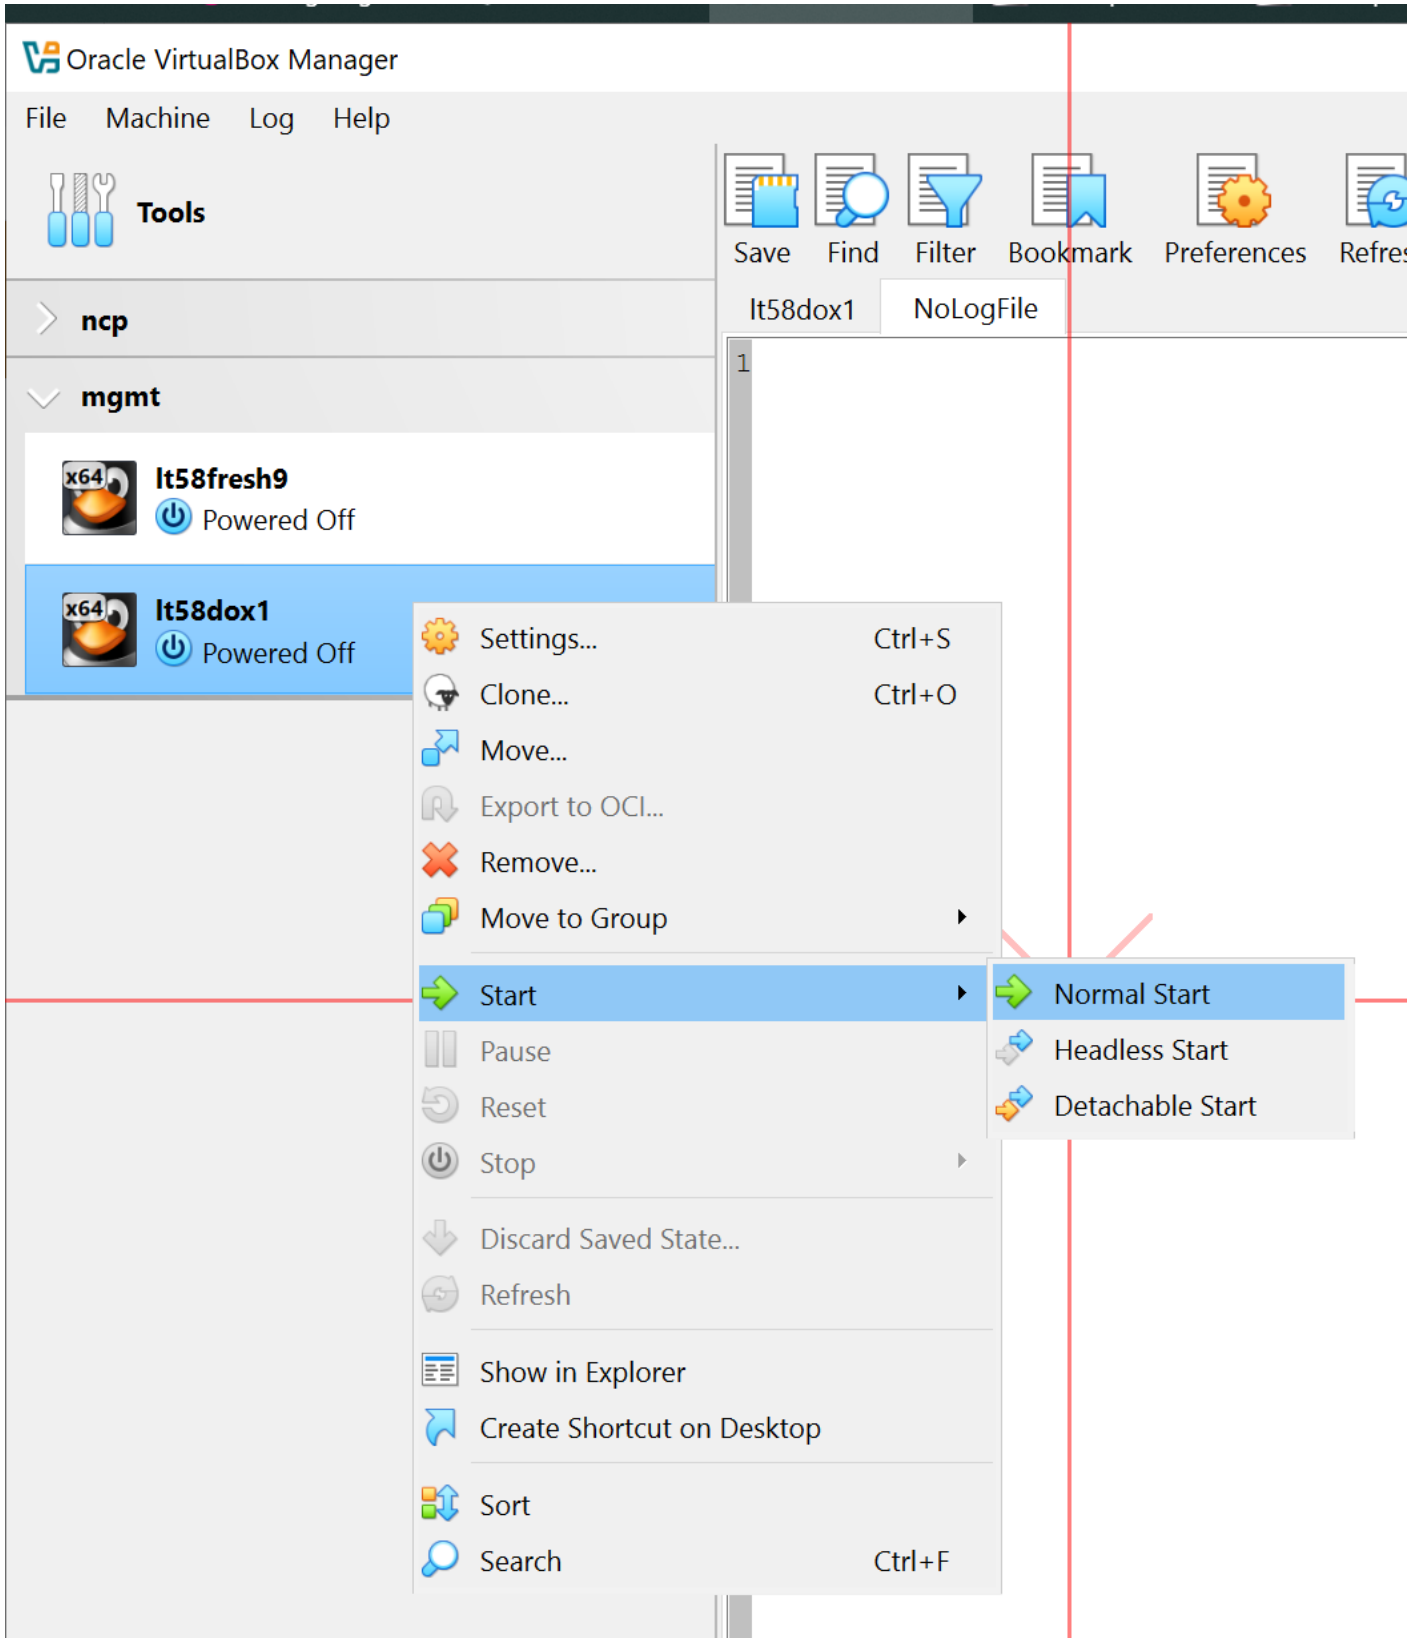 Oracle VirtualBox Manager
File Machine Log Help
Tools
Save Find Filter Bookmark Preferences
lt58dox1 NoLogFile
ncp
1
mgmt
x64 lt58fresh9
Powered Off
x64 lt58dox1
Powered Off
Settings... Ctrl+S
Clone... Ctrl+O
Move...
Export to OCI...
Remove...
Move to Group
Start
Normal Start
Pause
Headless Start
Reset
Detachable Start
Stop
Discard Saved State...
Refresh
Show in Explorer
Create Shortcut on Desktop
Sort
Search Ctrl+F